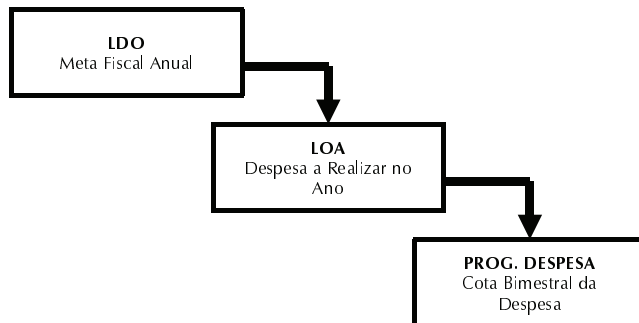 LDO
Meta Fiscal Anual
LOA
Despesa a Realizar no
Ano
PROG. DESPESA
Cota Bimestral da
Despesa